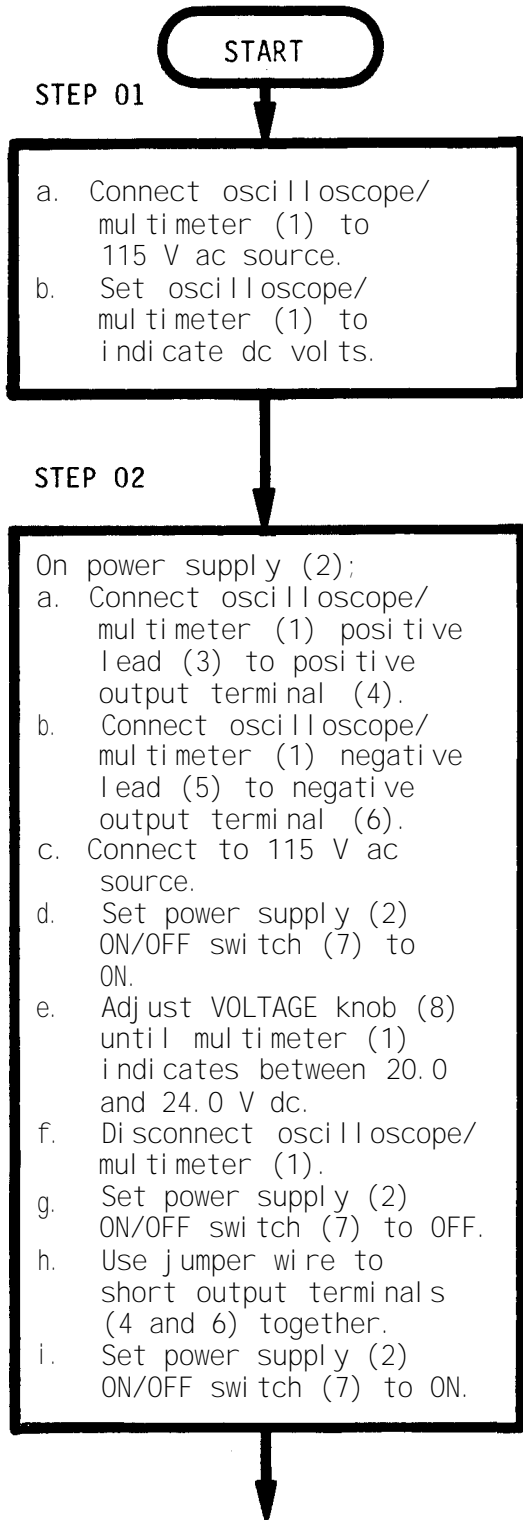 START
STEP 01
a. Connect oscilloscope/
multimeter (1) to
115 V ac source.
b. Set oscilloscope/
multimeter (1) to
indicate dc volts.
STEP 02
On power supply (2);
a. Connect oscilloscope/
multimeter (1) positive
lead (3) to positive
output terminal (4).
b. Connect oscilloscope/
multimeter (1) negative
lead (5) to negative
output terminal (6).
c. Connect to 115 V ac
source.
d. Set power supply (2)
ON/OFF switch (7) to
ON.
e. Adjust VOLTAGE knob (8)
until multimeter (1)
indicates between 20.0
and 24.0 V dc.
f. Disconnect oscilloscope/
multimeter (1).
g. Set power supply (2)
ON/OFF switch (7) to OFF.
h. Use jumper wire to
short output terminals
(4 and 6) together.
i. Set power supply (2)
ON/OFF switch (7) to ON.